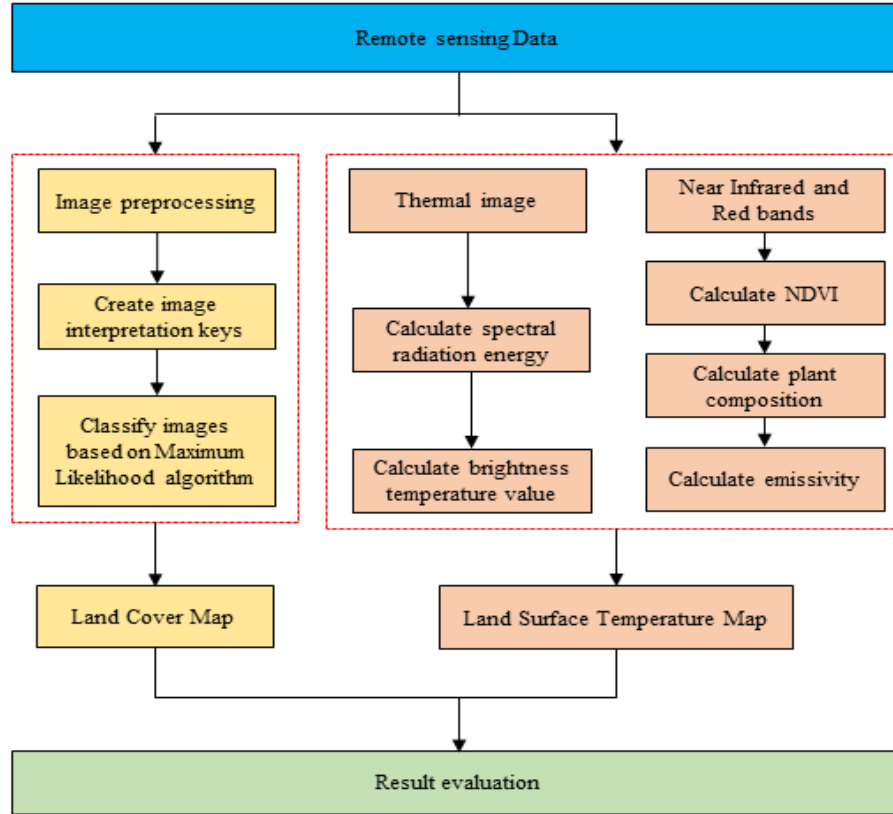 Remote sensing Data
Image preprocessing
Create image
interpretation keys
Classify images
based on Maximum
Likelihood algorithm
Thermal image
Calculate spectral
radiation energy
Calculate brightness
temperature value
Near Infrared and
Red bands
Calculate NDVI
Calculate plant
composition
Calculate emissivity
Land Cover Map
Land Surface Temperature Map
Result evaluation